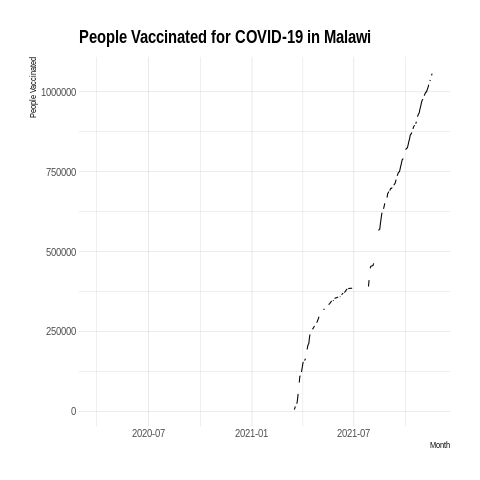 People Vaccinated for COVID-19 in Malawi
People Vaccinated
1000000
750000
500000
250000
0
2020-07
2021-01
2021-07
Month